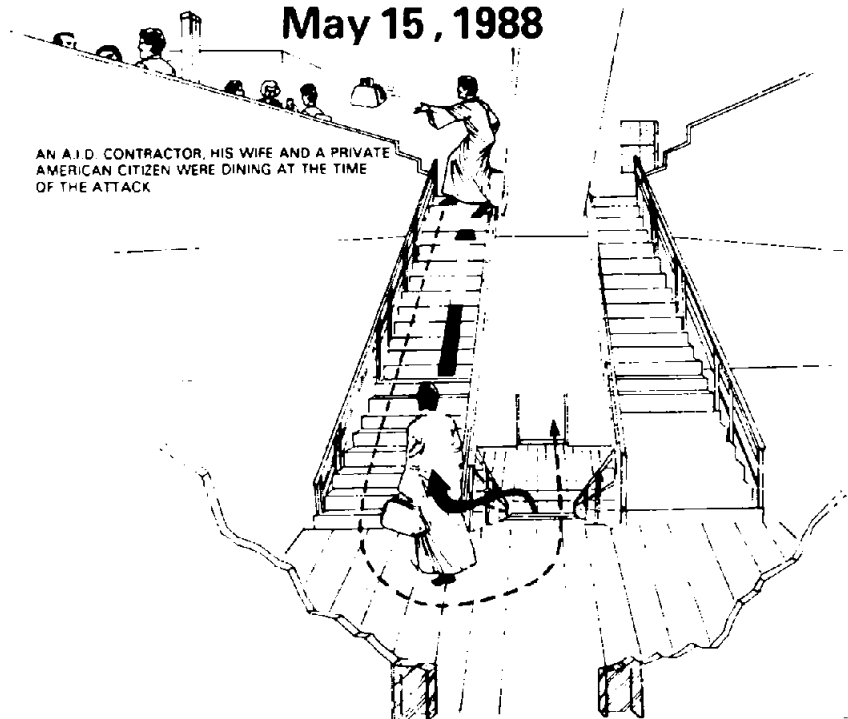 May 15, 1988
AN A.I.D. CONTRACTOR, HIS WIFE AND A PRIVATE
AMERICAN CITIZEN WERE DINING AT THE TIME
OF THE ATTACK